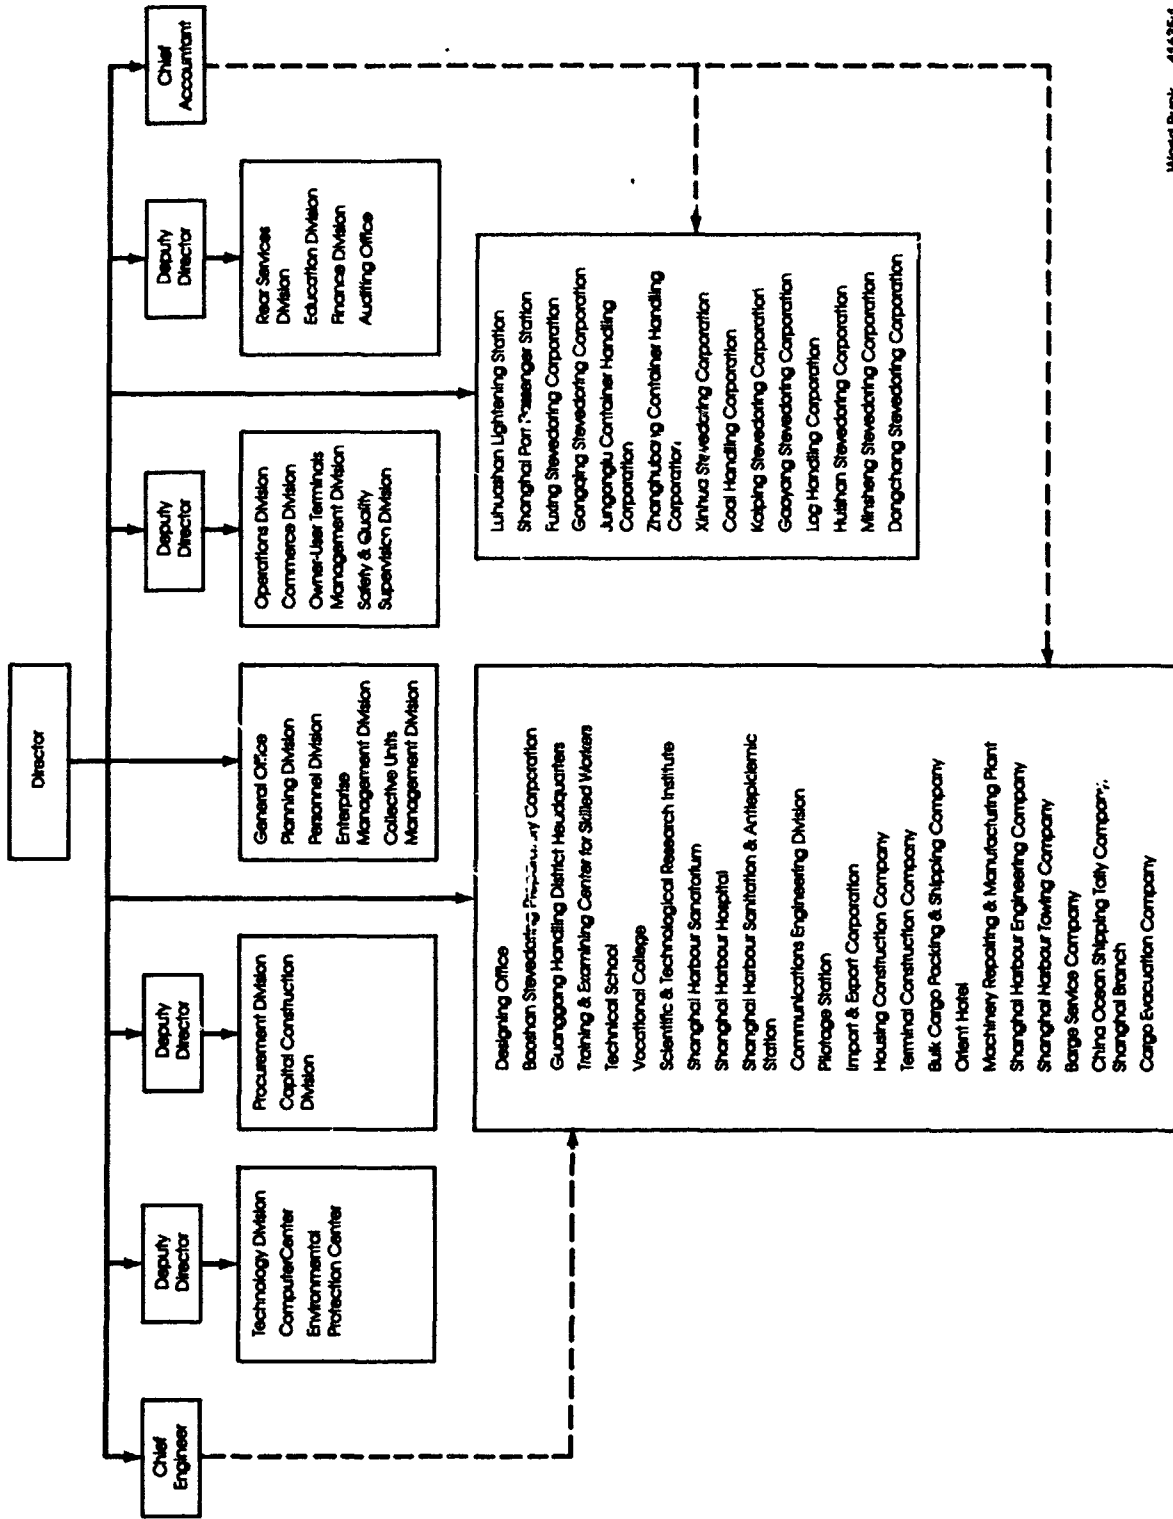 Director
Chief
Engineer
Deputy
Director
Deputy
Director
Deputy
Director
Deputy
Director
Chief
Accountant
Technology Division
ComputerCenter
Environmental
Protection Center
Procurement Division
Capital Construction
Division
General Office
Planning Division
Personnel Division
Enterprise
Management Division
Collective Units
Management Division
Operations Division
Commerce Division
Owner-User Terminals
Management Division
Safety & Quality
Supervision Division
Rear Services
Division
Education Division
Finance Division
Auditing Office
Designing Office
Baoshan Stevedoring Preparatory Corporation
Guanggang Handling District Headquarters
Training & Examining Center for Skilled Workers
Technical School
Vocational College
Scientific & Technological Research Institute
Shanghai Harbour Sanatorium
Shanghai Harbour Hospital
Shanghai Harbour Sanitation & Antiepidemic
Station
Communications Engineering Division
Pilotage Station
Import & Export Corporation
Housing Construction Company
Terminal Construction Company
Bulk Cargo Packing & Shipping Company
Orient Hotel
Machinery Repairing & Manufacturing Plant
Shanghai Harbour Engineering Company
Shanghai Harbour Towing Company
Barge Service Company
China Ocean Shipping Tally Company,
Shanghai Branch
Cargo Evacuation Company
Luhuashan Lightening Station
Shanghai Port Passenger Station
Fuxing Stevedoring Corporation
Gongqing Stevedoring Corporation
Jungonglu Container Handling
Corporation
Zhanghubang Container Handling
Corporation
Xinhua Stevedoring Corporation
Coal Handling Corporation
Kaiping Stevedoring Corporation
Gaoyang Stevedoring Corporation
Log Handling Corporation
Huishan Stevedoring Corporation
Minsheng Stevedoring Corporation
Dongchang Stevedoring Corporation
World Bank